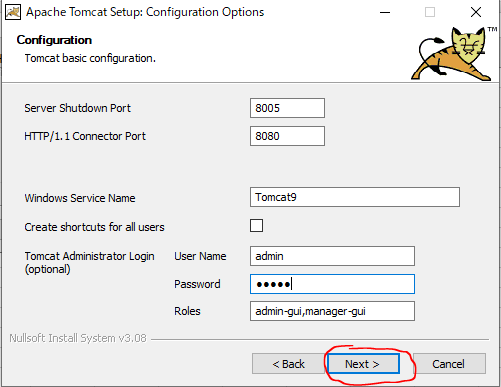 Apache Tomcat Setup: Configuration Options
Configuration
Tomcat basic configuration.
TM
Server Shutdown Port 8005
HTTP/1.1 Connector Port 8080
Windows Service Name Tomcat9
Create shortcuts for all users
Tomcat Administrator Login User Name admin
(optional)
Password ●●●●●
Roles admin-gui,manager-gui
Nullsoft Install System v3.08
< Back Next > Cancel